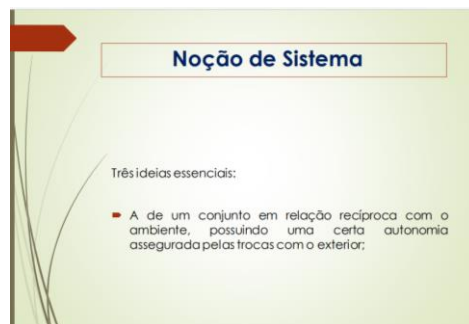 Noção de Sistema
Três ideias essenciais:
A de um conjunto em relação recíproca com o
ambiente, possuindo uma certa autonomia
assegurada pelas trocas com o exterior;